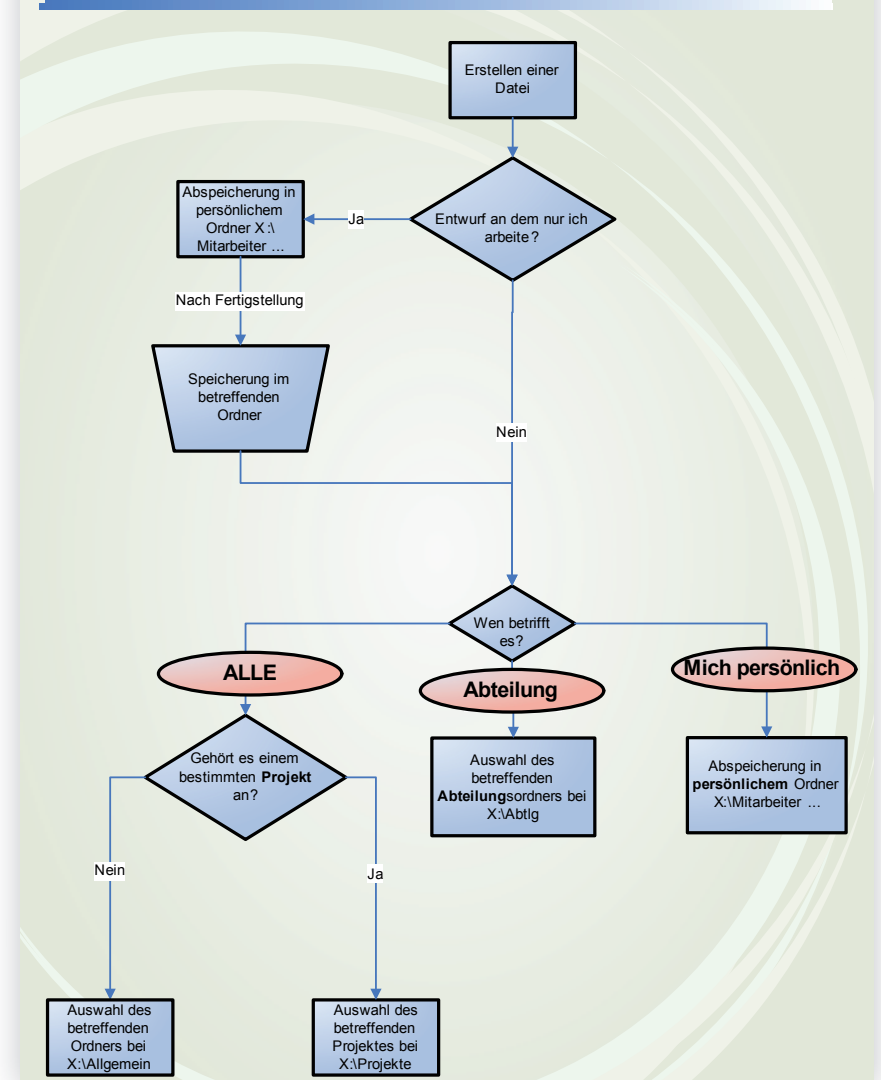 Erstellen einer
Datei
Entwurf an dem nur ich
arbeite?
Ja
Abspeicherung in
persönlichem
Ordner X:\
Mitarbeiter ...
Nach Fertigstellung
Speicherung im
betreffenden
Ordner
Nein
Wen betrifft
es?
ALLE
Abteilung
Mich persönlich
Gehört es einem
bestimmten Projekt
an?
Auswahl des
betreffenden
Abteilungsordners bei
X:\Abtlg
Abspeicherung in
persönlichem Ordner
X:\Mitarbeiter ...
Nein
Ja
Auswahl des
betreffenden
Ordners bei
X:\Allgemein
Auswahl des
betreffenden
Projektes bei
X:\Projekte